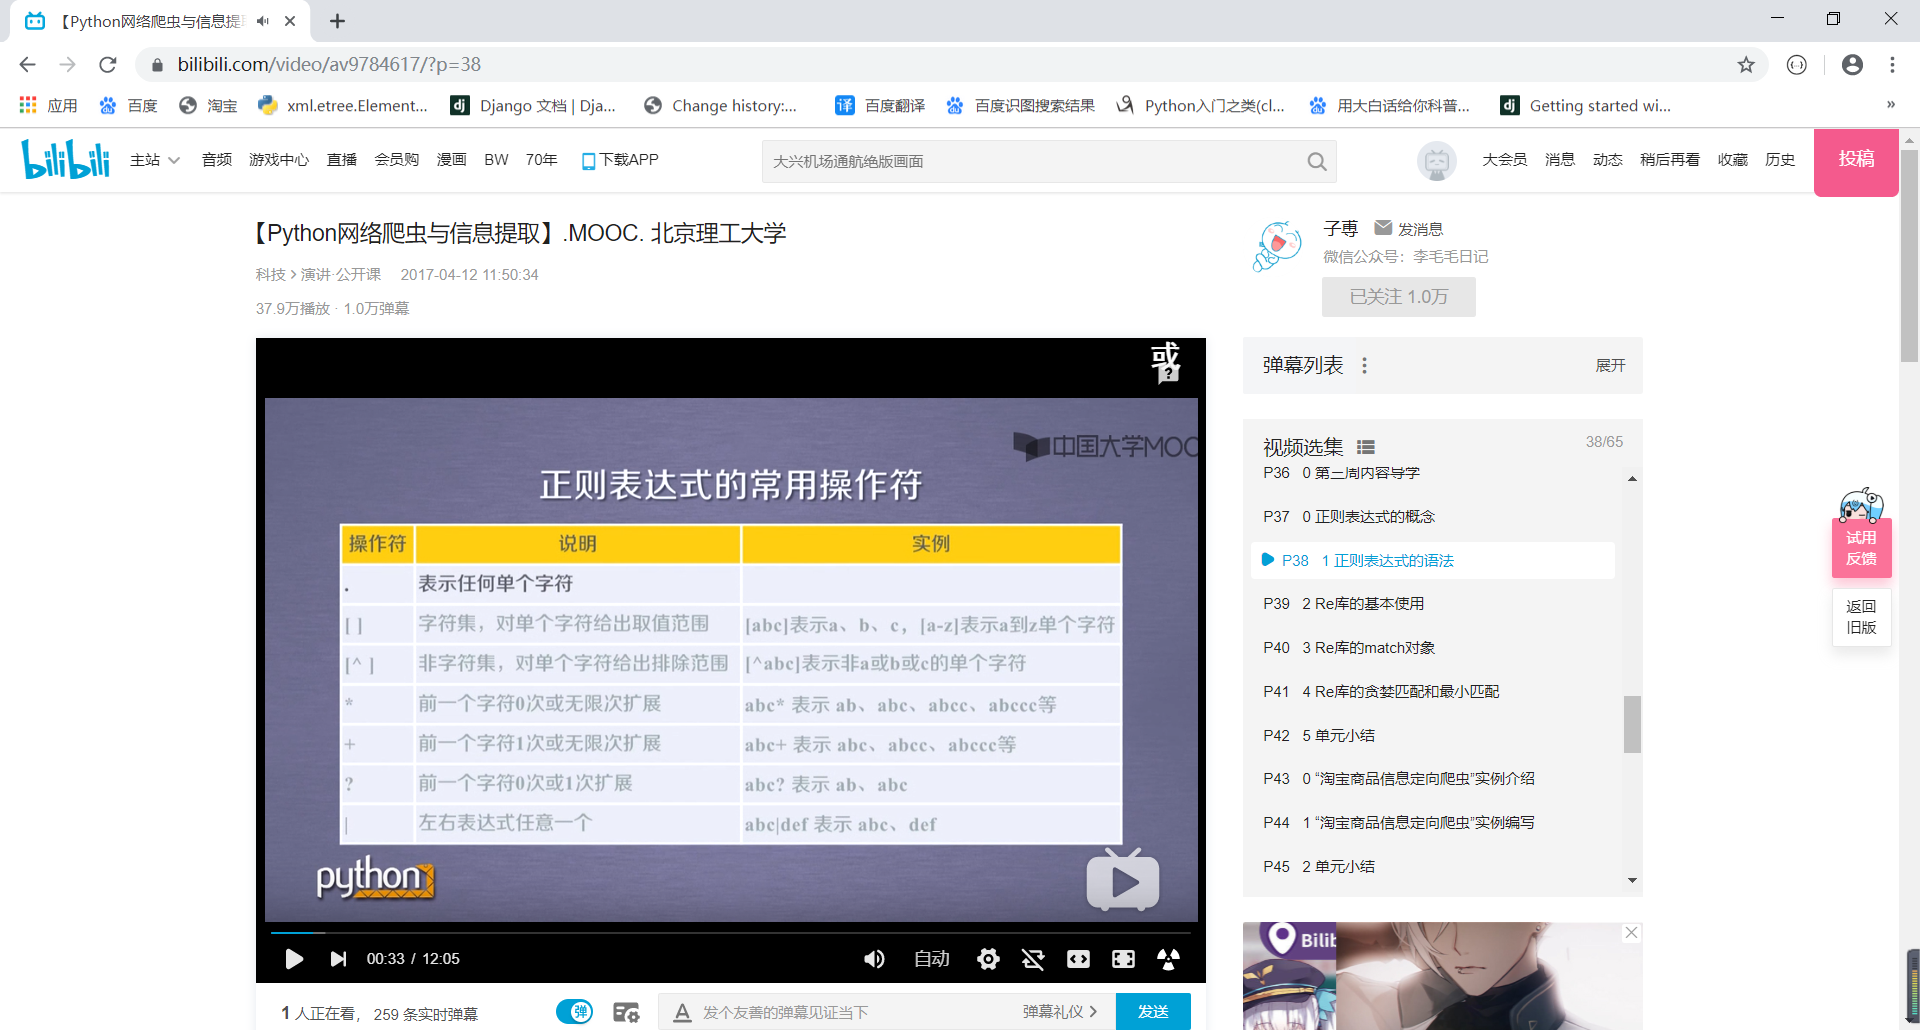 【Python网络爬虫与信息提
bilibili.com/video/av9784617/?p=38
应用 百度 淘宝 xml.etree.Element... Django 文档 | Dja... Change history:... 百度翻译 百度识图搜索结果 Python入门之类(cl... 用大白话给你科普... Getting started wi...
bilibili 主站 音频 游戏中心 直播 会员购 漫画 BW 70年 下载APP 大兴机场通航绝版画面 大会员 消息 动态 稍后再看 收藏 历史 投稿
【Python网络爬虫与信息提取】.MOOC. 北京理工大学
科技 > 演讲·公开课 2017-04-12 11:50:34
37.9万播放 · 1.0万弹幕
子尃 发消息
微信公众号：李毛毛日记
已关注 1.0万
或
?
中国大学MOO
正则表达式的常用操作符
操作符 说明 实例
. 表示任何单个字符
[ ] 字符集，对单个字符给出取值范围 [abc]表示a、b、c，[a-z]表示a到z单个字符
[^ ] 非字符集，对单个字符给出排除范围 [^abc]表示非a或b或c的单个字符
* 前一个字符0次或无限次扩展 abc* 表示 ab、abc、abcc、abccc等
+ 前一个字符1次或无限次扩展 abc+ 表示 abc、abcc、abccc等
? 前一个字符0次或1次扩展 abc? 表示 ab、abc
| 左右表达式任意一个 abc|def 表示 abc、def
python
00:33 / 12:05 自动
1 人正在看， 259 条实时弹幕 弹 发个友善的弹幕见证当下 弹幕礼仪 > 发送
弹幕列表 展开
视频选集 38/65
P36 0 第三周内容导学
P37 0 正则表达式的概念
P38 1 正则表达式的语法
P39 2 Re库的基本使用
P40 3 Re库的match对象
P41 4 Re库的贪婪匹配和最小匹配
P42 5 单元小结
P43 0 “淘宝商品信息定向爬虫”实例介绍
P44 1 “淘宝商品信息定向爬虫”实例编写
P45 2 单元小结
Bilib
试用
反馈
返回
旧版